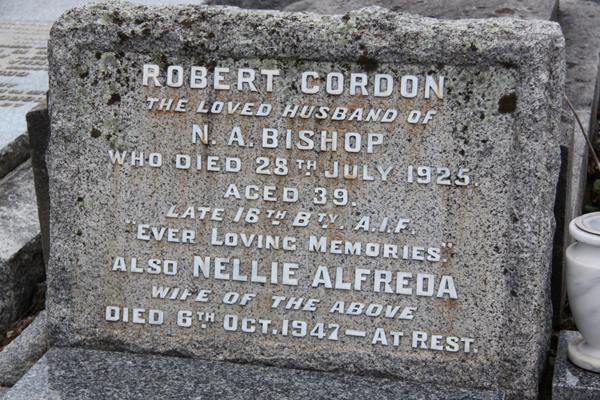 ROBERT GORDON
THE LOVED HUSBAND OF
N. A. BISHOP
WHO DIED 28TH JULY 1925.
AGED 39.
LATE 16TH BTY. A.I.F.
"EVER LOVING MEMORIES".
ALSO NELLIE ALFREDA
WIFE OF THE ABOVE
DIED 6TH OCT. 1947 — AT REST.